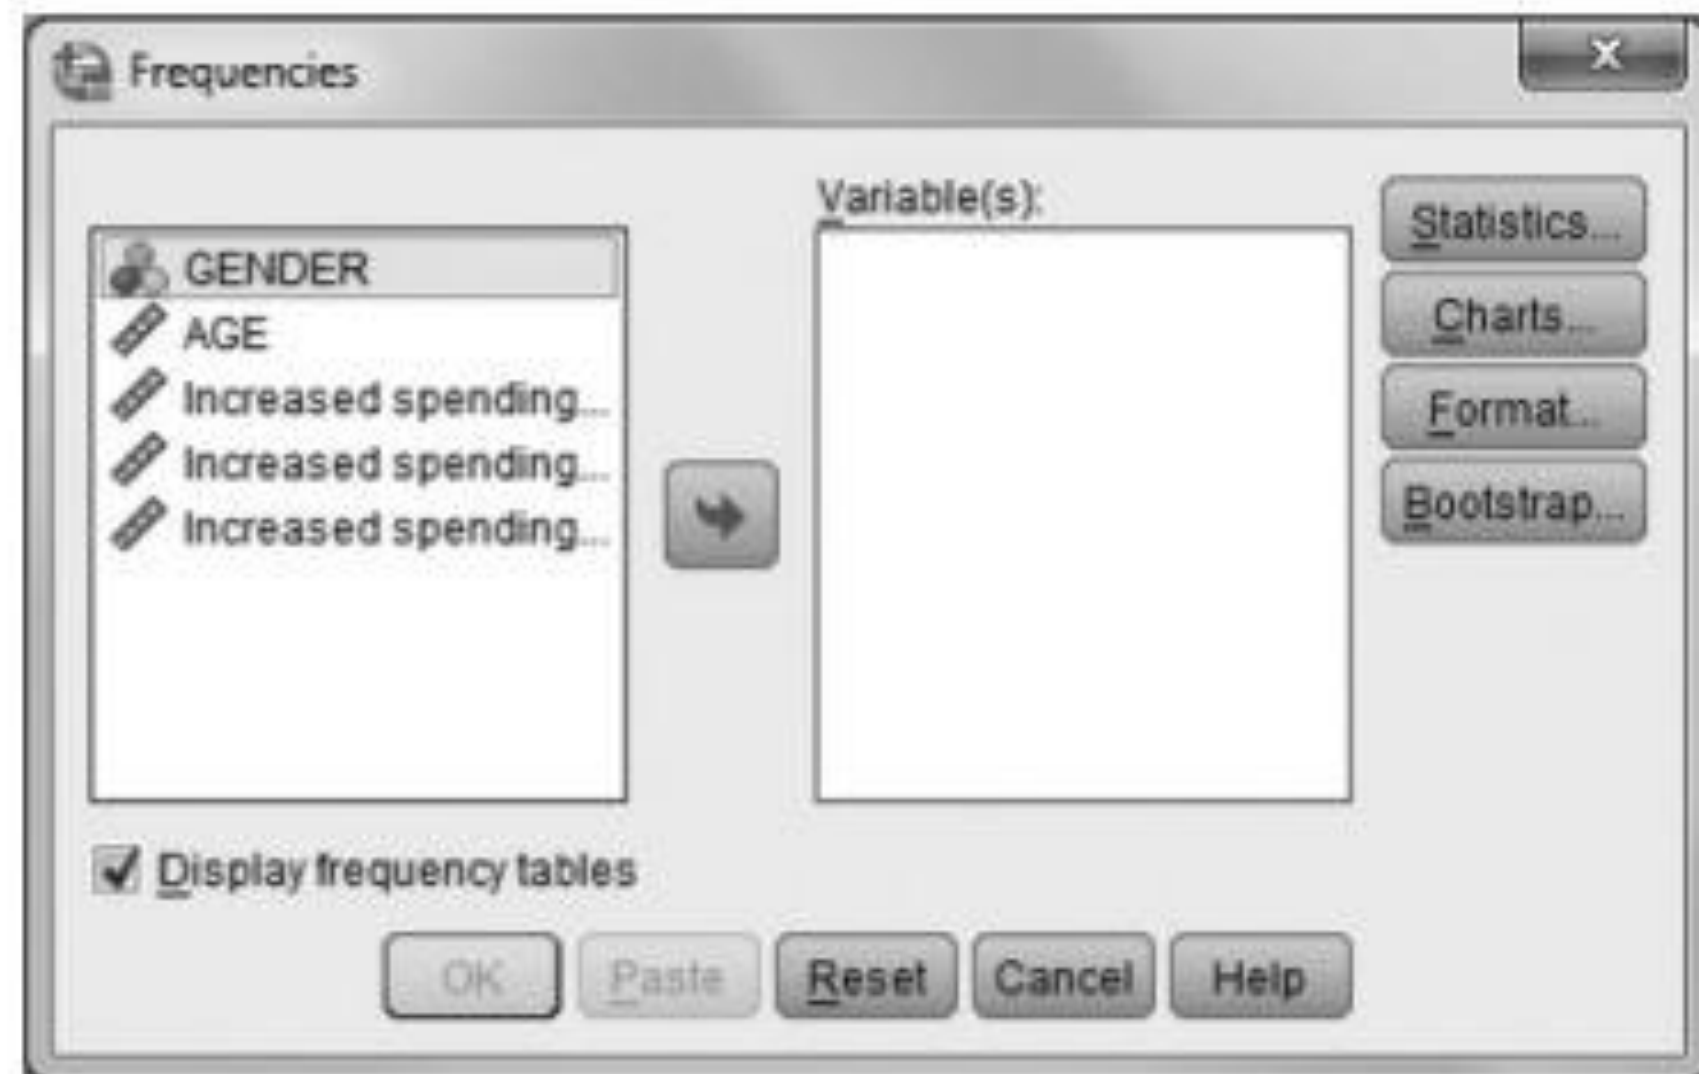 Frequencies
Variable(s):
GENDER
AGE
Increased spending...
Increased spending...
Increased spending...
Statistics...
Charts...
Format...
Bootstrap...
Display frequency tables
OK
Paste
Reset
Cancel
Help